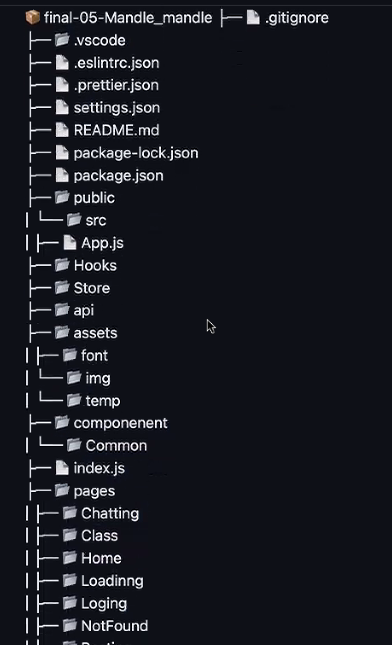 final-05-Mandle_mandle ├── .gitignore
├── .vscode
├── .eslintrc.json
├── .prettier.json
├── settings.json
├── README.md
├── package-lock.json
├── package.json
├── public
│ └── src
│ ├── App.js
├── Hooks
├── Store
├── api
├── assets
│ ├── font
│ └── img
│ └── temp
├── componenent
│ └── Common
├── index.js
├── pages
│ ├── Chatting
│ ├── Class
│ ├── Home
│ ├── Loadinng
│ ├── Loging
│ ├── NotFound